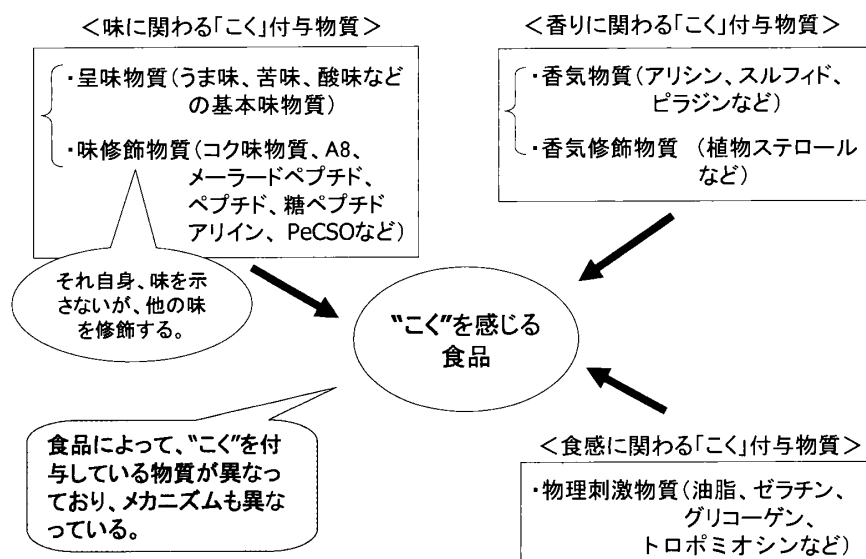 ＜味に関わる「こく」付与物質＞
・呈味物質(うま味、苦味、酸味など
の基本味物質)
・味修飾物質(コク味物質、A8、
メーラードペプチド、
ペプチド、糖ペプチド
アリイン、PeCSOなど)
それ自身、味を示
さないが、他の味
を修飾する。
＜香りに関わる「こく」付与物質＞
・香気物質(アリシン、スルフィド、
ピラジンなど)
・香気修飾物質 (植物ステロール
など)
“こく”を感じる
食品
食品によって、“こく”を付
与している物質が異なっ
ており、メカニズムも異な
っている。
＜食感に関わる「こく」付与物質＞
・物理刺激物質(油脂、ゼラチン、
グリコーゲン、
トロポミオシンなど)